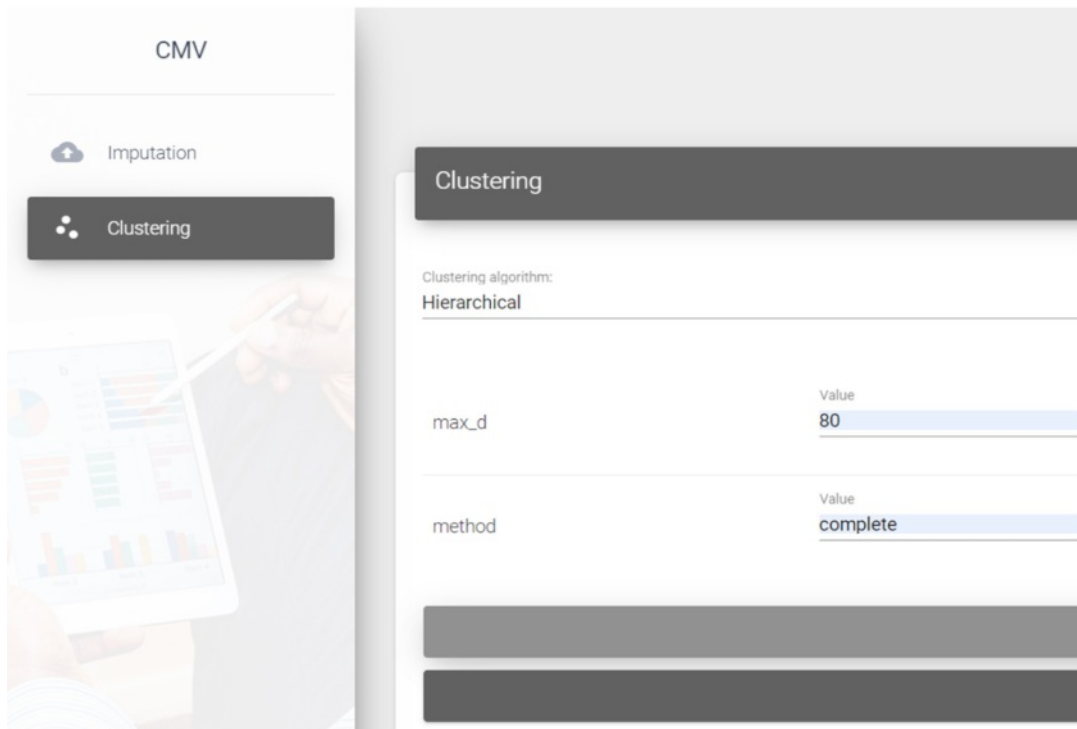 CMV
Imputation
Clustering
Clustering
Clustering algorithm:
Hierarchical
Value
max_d
80
Value
method
complete